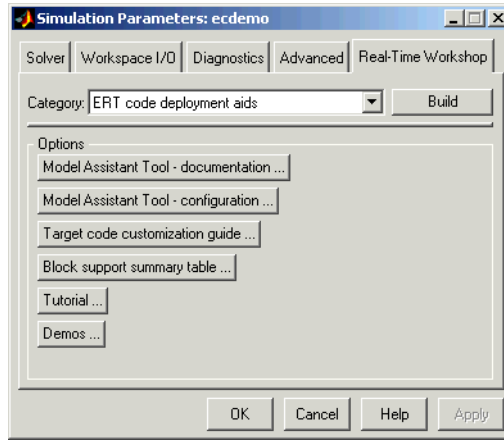 Simulation Parameters: ecdemo
Solver Workspace I/O Diagnostics Advanced Real-Time Workshop
Category: ERT code deployment aids Build
Options
Model Assistant Tool - documentation ...
Model Assistant Tool - configuration ...
Target code customization guide ...
Block support summary table ...
Tutorial ...
Demos ...
OK Cancel Help Apply